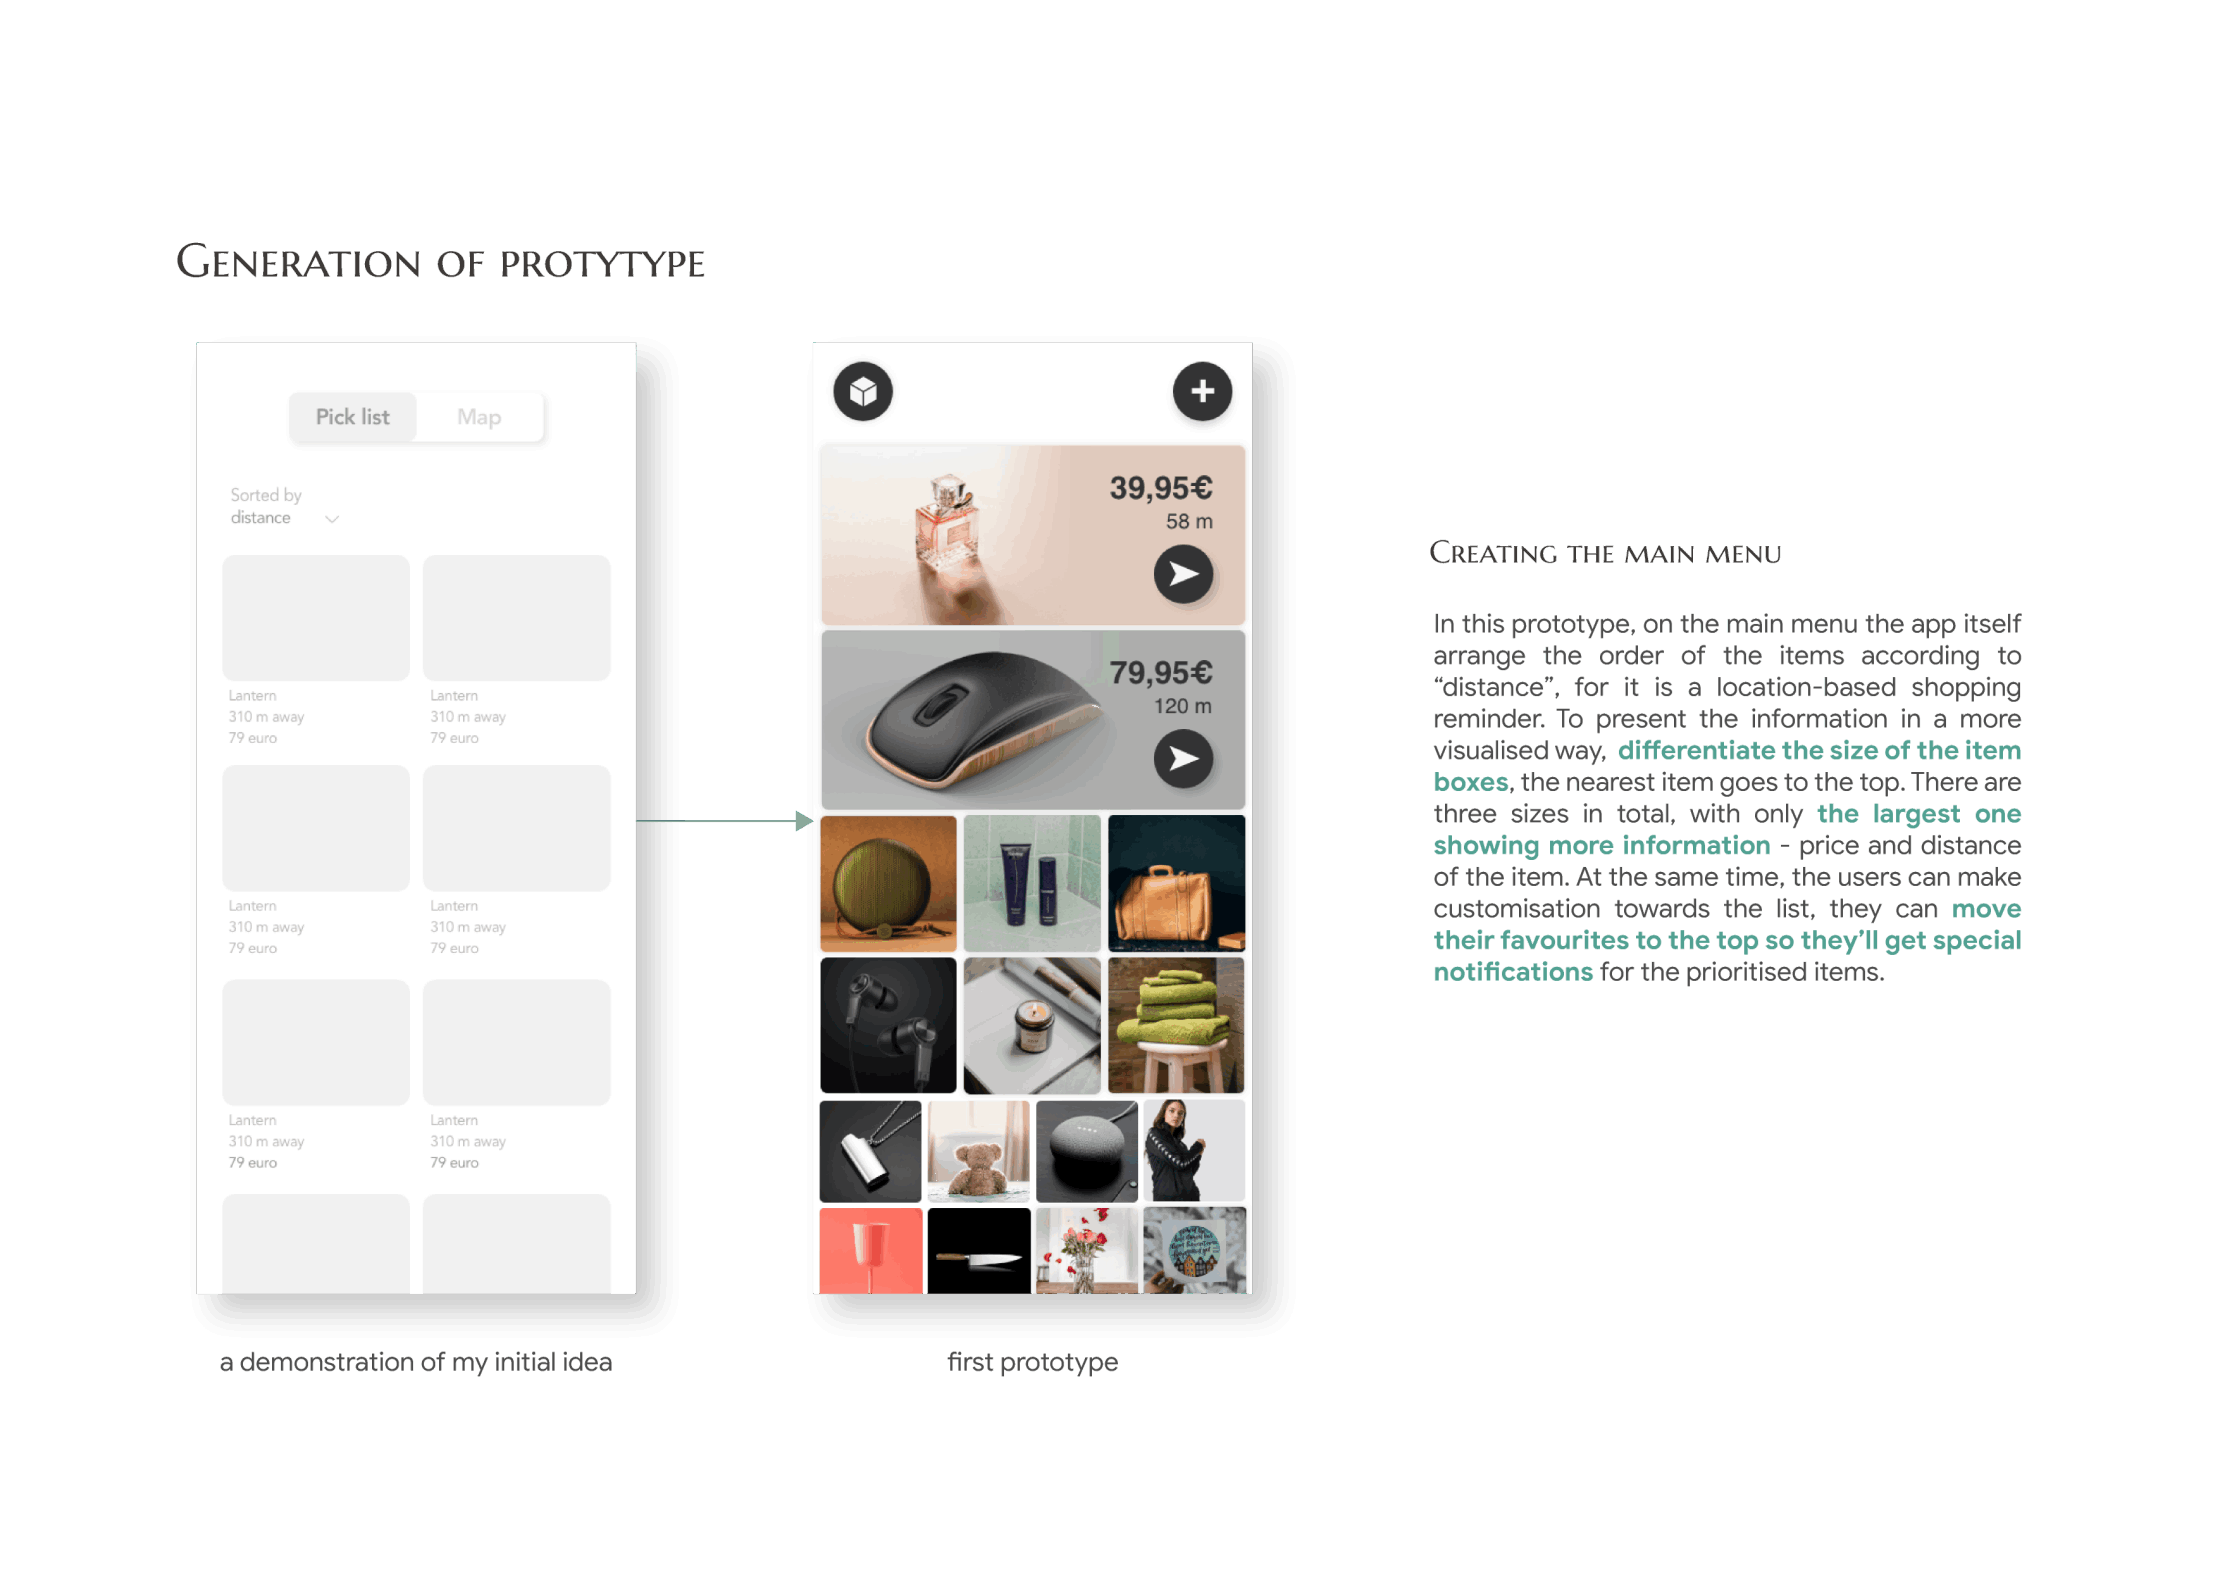 GENERATION OF PROTYTYPE
Pick list
Map
Sorted by
distance
Lantern
310 m away
79 euro
Lantern
310 m away
79 euro
Lantern
310 m away
79 euro
Lantern
310 m away
79 euro
Lantern
310 m away
79 euro
Lantern
310 m away
79 euro
a demonstration of my initial idea
39,95€
58 m
79,95€
120 m
first prototype
CREATING THE MAIN MENU
In this prototype, on the main menu the app itself
arrange the order of the items according to
“distance”, for it is a location-based shopping
reminder. To present the information in a more
visualised way, differentiate the size of the item
boxes, the nearest item goes to the top. There are
three sizes in total, with only the largest one
showing more information - price and distance
of the item. At the same time, the users can make
customisation towards the list, they can move
their favourites to the top so they’ll get special
notifications for the prioritised items.